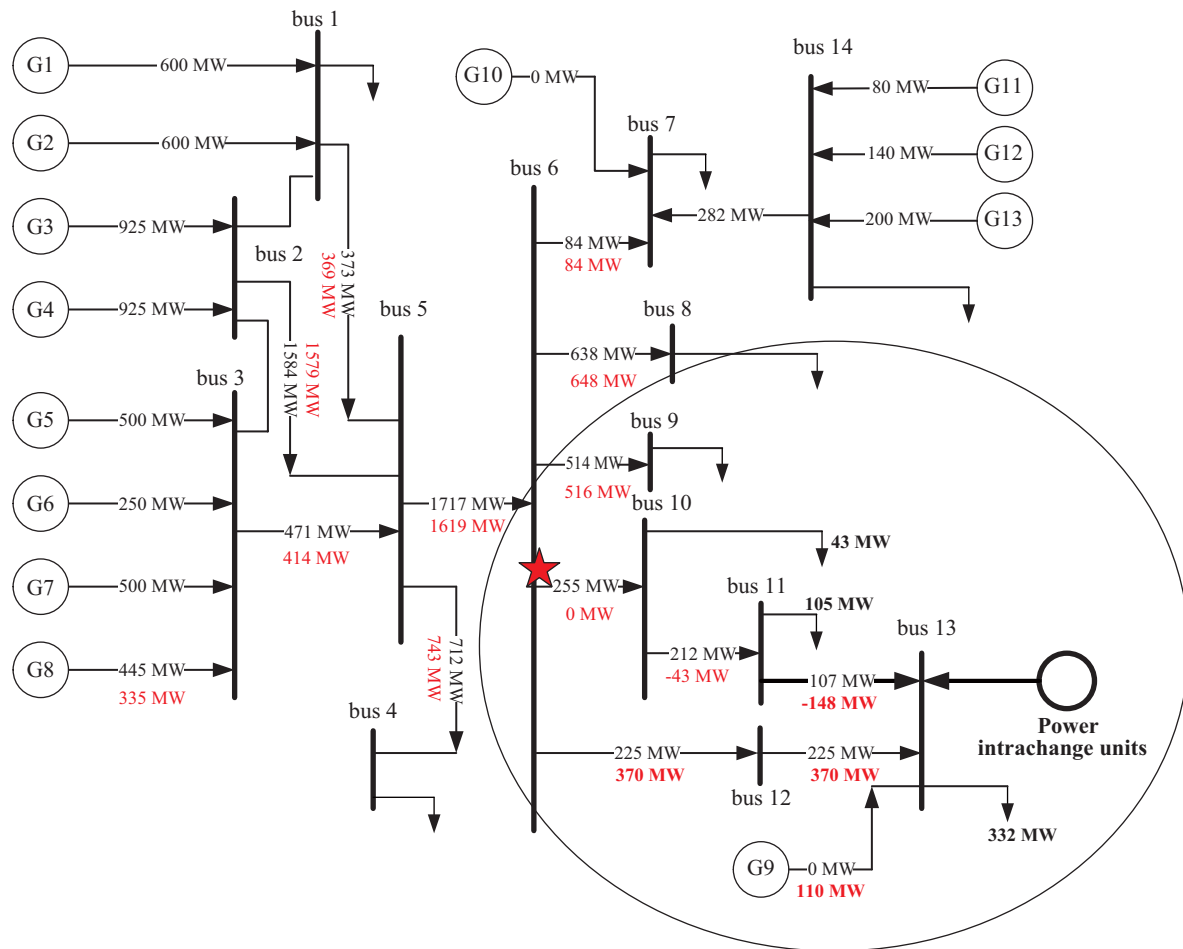 bus 1
G1
600 MW
G2
600 MW
G3
925 MW
bus 2
G4
925 MW
373 MW
369 MW
1584 MW
1579 MW
bus 3
G5
500 MW
G6
250 MW
G7
500 MW
G8
445 MW
335 MW
471 MW
414 MW
bus 5
1717 MW
1619 MW
712 MW
743 MW
bus 4
bus 6
G10
0 MW
bus 7
84 MW
84 MW
282 MW
bus 14
80 MW
G11
140 MW
G12
200 MW
G13
bus 8
638 MW
648 MW
bus 9
514 MW
516 MW
bus 10
43 MW
255 MW
0 MW
bus 11
105 MW
212 MW
-43 MW
bus 13
107 MW
-148 MW
Power
intrachange units
225 MW
370 MW
bus 12
225 MW
370 MW
332 MW
G9
0 MW
110 MW